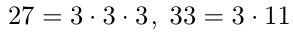 27 = 3 · 3 · 3, 33 = 3 · 11